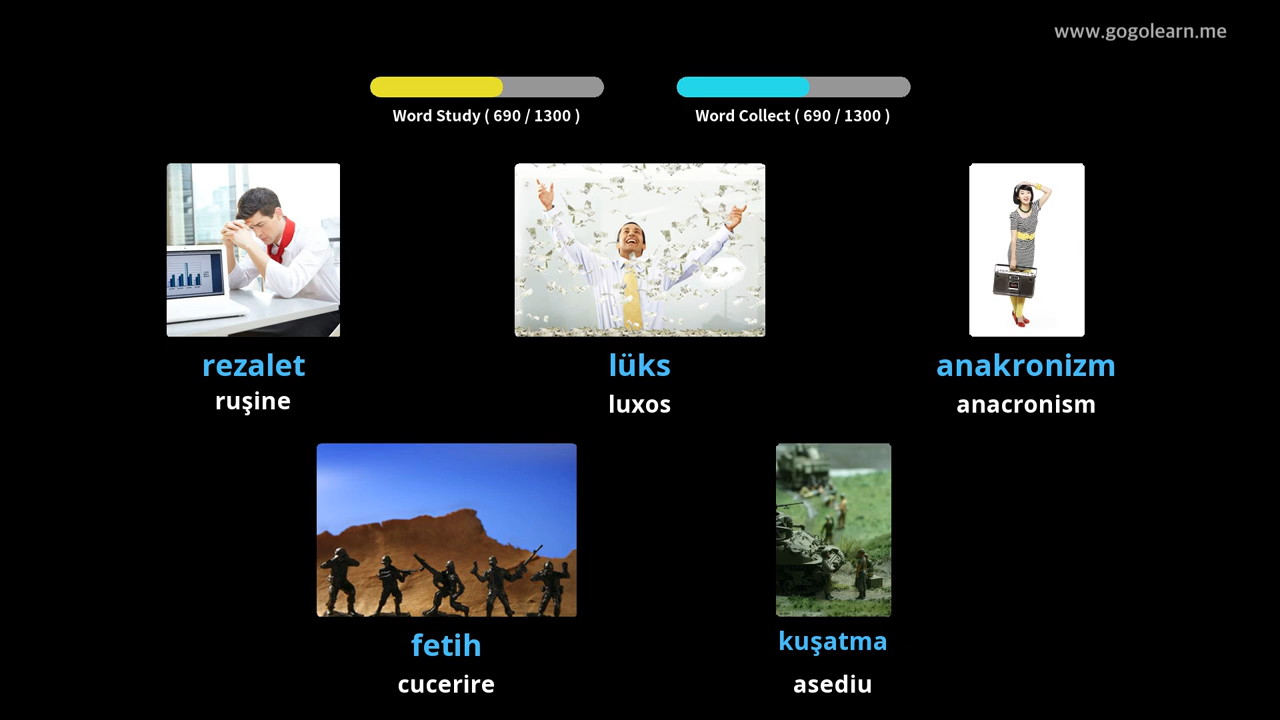 www.gogolearn.me
Word Study ( 690 / 1300 )
Word Collect ( 690 / 1300 )
rezalet
ruşine
lüks
luxos
anakronizm
anacronism
fetih
cucerire
kuşatma
asediu